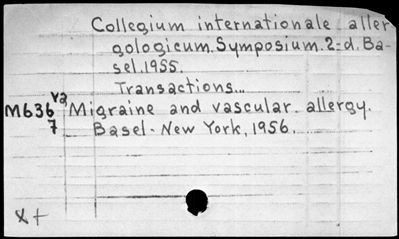 Collegium internationale aller
gologicum. Symposium. 2-d. Ba-
sel. 1955.
Transactions...
M636 va Migraine and vascular allergy.
7 Basel-New York, 1956.
x +